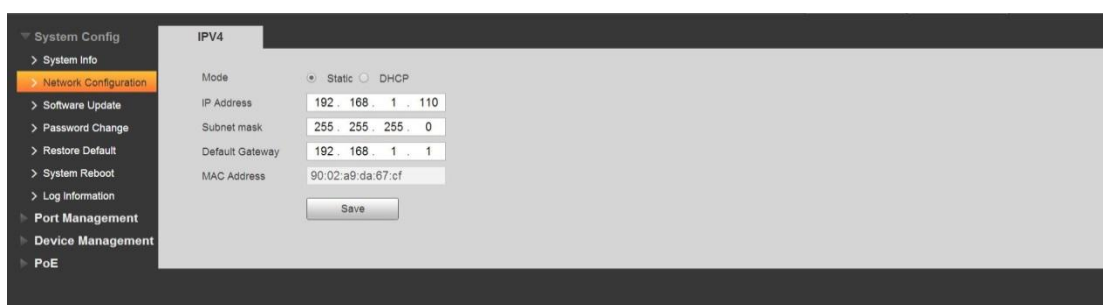 System Config
> System Info
> Network Configuration
> Software Update
> Password Change
> Restore Default
> System Reboot
> Log Information
Port Management
Device Management
PoE
IPV4
Mode Static DHCP
IP Address 192 . 168 . 1 . 110
Subnet mask 255 . 255 . 255 . 0
Default Gateway 192 . 168 . 1 . 1
MAC Address 90:02:a9:da:67:cf
Save